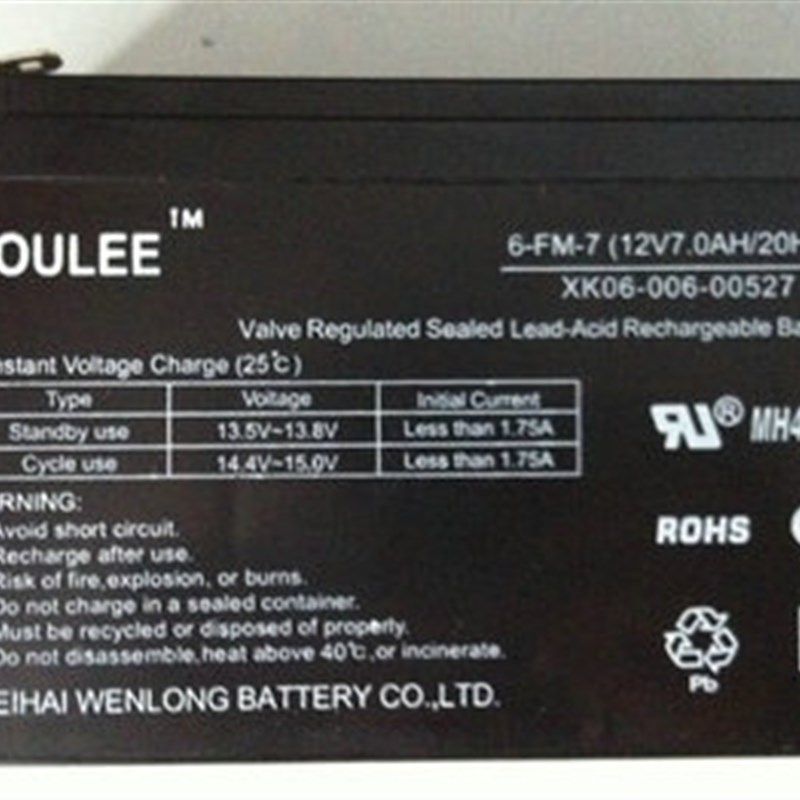 OULEE™
6-FM-7 (12V7.0AH/20H
XK06-006-00527
Valve Regulated Sealed Lead-Acid Rechargeable Ba
nstant Voltage Charge (25℃)
Type Voltage Initial Current
Standby use 13.5V~13.8V Less than 1.75A
Cycle use 14.4V~15.0V Less than 1.75A
RU® MH4
RNING:
Avoid short circuit.
Recharge after use.
Risk of fire,explosion, or burns.
Do not charge in a sealed container.
Must be recycled or disposed of properly.
Do not disassemble,heat above 40℃,or incinerate.
ROHS
Pb
EIHAI WENLONG BATTERY CO.,LTD.